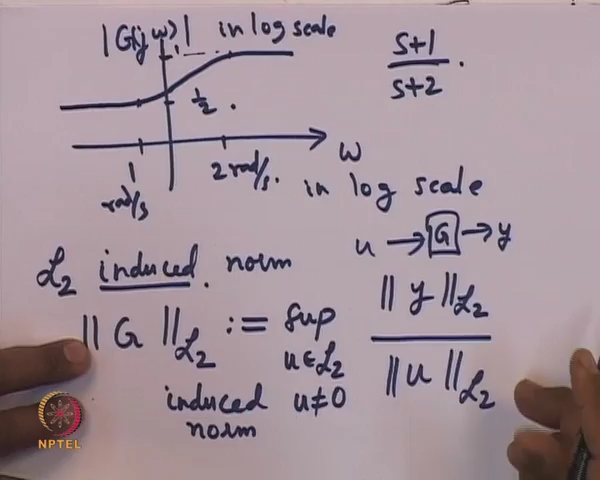 |G(jω)| in log scale
s+1
s+2
1
1/2
ω
1 rad/s
2 rad/s.
in log scale
u → G → y
L₂ induced norm
||G||L₂ := sup ||y||L₂
u∈L₂ ||u||L₂
induced u≠0
norm
NPTEL